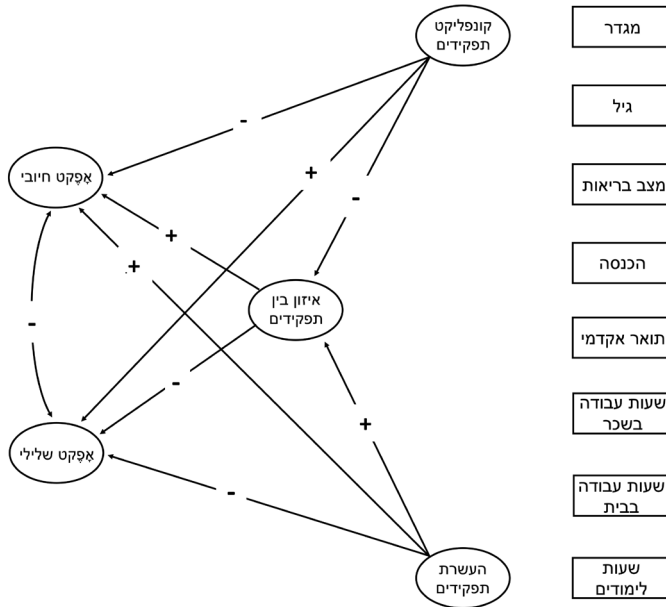 קונפליקט
תפקידים
מגדר
-
גיל
+
אָפֶקט חיובי
-
מצב בריאות
+
+
הכנסה
איזון בין
תפקידים
-
תואר אקדמי
-
שעות עבודה
בשכר
+
אָפֶקט שלילי
-
שעות עבודה
בבית
העשרת
תפקידים
שעות
לימודים